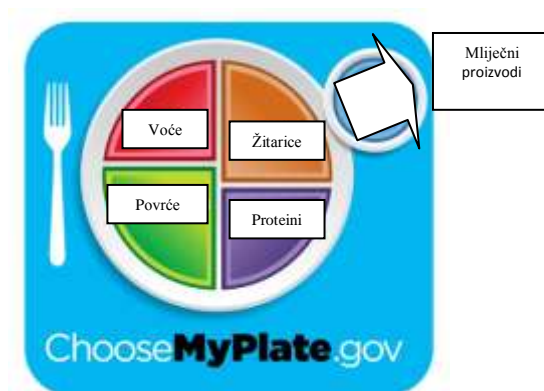 Mliječni
proizvodi
Voće
Žitarice
Povrće
Proteini
ChooseMyPlate.gov